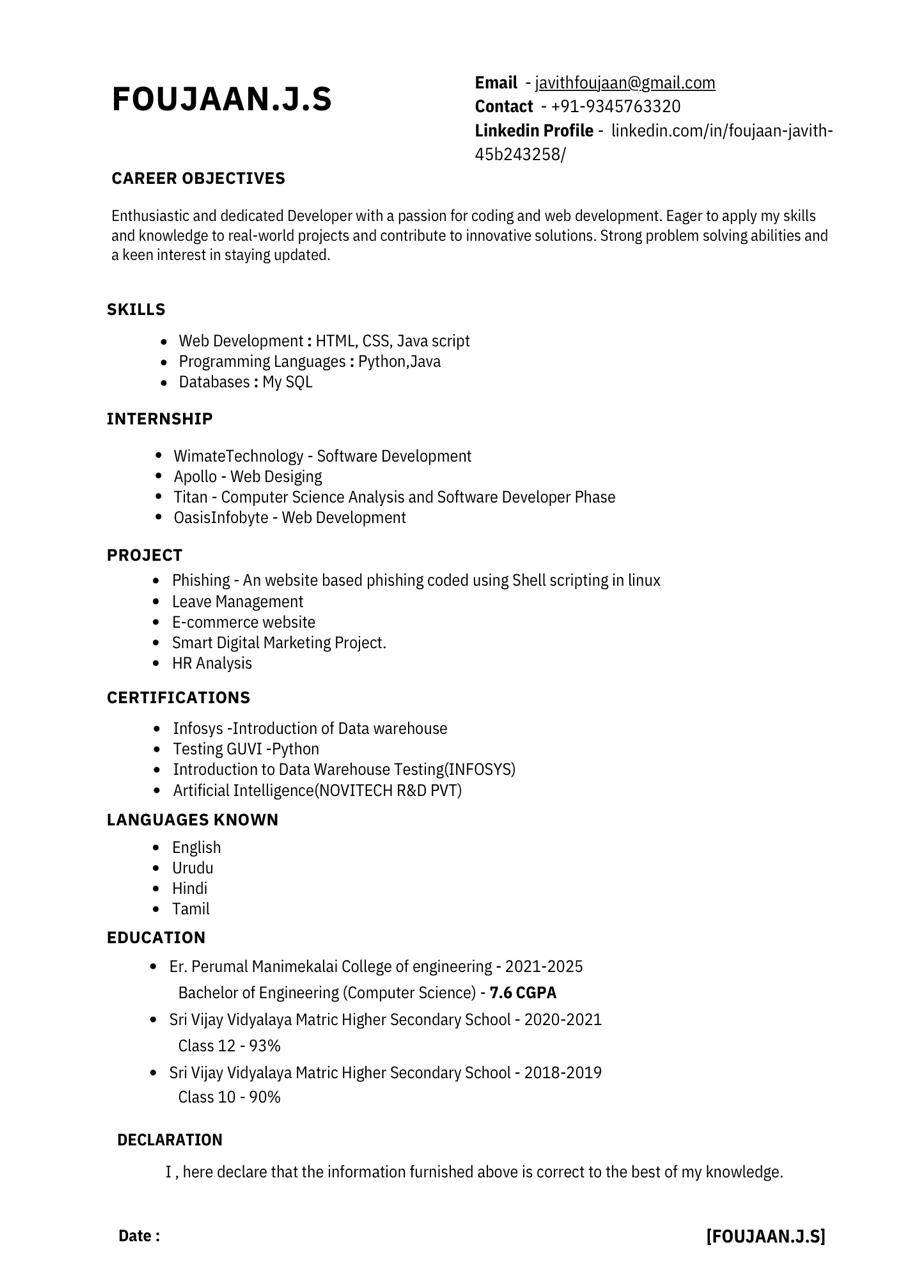 FOUJAAN.J.S
Email - javithfoujaan@gmail.com
Contact - +91-9345763320
Linkedin Profile - linkedin.com/in/foujaan-javith-
45b243258/
CAREER OBJECTIVES
Enthusiastic and dedicated Developer with a passion for coding and web development. Eager to apply my skills
and knowledge to real-world projects and contribute to innovative solutions. Strong problem solving abilities and
a keen interest in staying updated.
SKILLS
• Web Development : HTML, CSS, Java script
• Programming Languages : Python,Java
• Databases : My SQL
INTERNSHIP
• WimateTechnology - Software Development
• Apollo - Web Desiging
• Titan - Computer Science Analysis and Software Developer Phase
• OasisInfobyte - Web Development
PROJECT
• Phishing - An website based phishing coded using Shell scripting in linux
• Leave Management
• E-commerce website
• Smart Digital Marketing Project.
• HR Analysis
CERTIFICATIONS
• Infosys -Introduction of Data warehouse
• Testing GUVI -Python
• Introduction to Data Warehouse Testing(INFOSYS)
• Artificial Intelligence(NOVITECH R&D PVT)
LANGUAGES KNOWN
• English
• Urudu
• Hindi
• Tamil
EDUCATION
• Er. Perumal Manimekalai College of engineering - 2021-2025
Bachelor of Engineering (Computer Science) - 7.6 CGPA
• Sri Vijay Vidyalaya Matric Higher Secondary School - 2020-2021
Class 12 - 93%
• Sri Vijay Vidyalaya Matric Higher Secondary School - 2018-2019
Class 10 - 90%
DECLARATION
I , here declare that the information furnished above is correct to the best of my knowledge.
Date : [FOUJAAN.J.S]